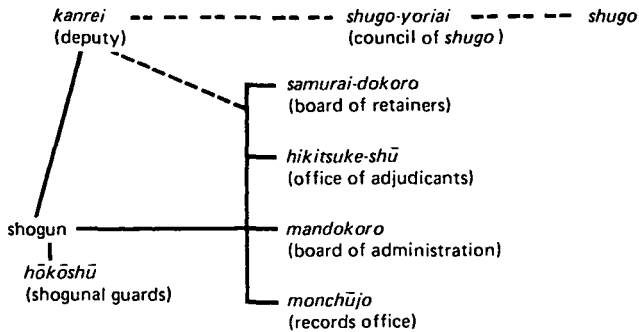 kanrei
(deputy)
shugo-yoriai
(council of shugo)
shugo
samurai-dokoro
(board of retainers)
hikitsuke-shū
(office of adjudicants)
shogun
mandokoro
(board of administration)
hōkōshū
(shogunal guards)
monchūjo
(records office)